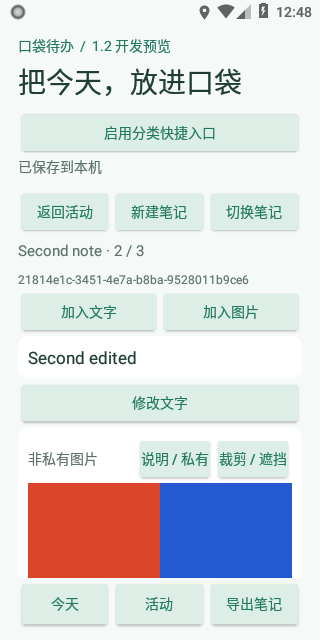 12:48
口袋待办 / 1.2 开发预览
把今天，放进口袋
启用分类快捷入口
已保存到本机
返回活动 新建笔记 切换笔记
Second note · 2 / 3
21814e1c-3451-4e7a-b8ba-9528011b9ce6
加入文字 加入图片
Second edited
修改文字
非私有图片 说明 / 私有 裁剪 / 遮挡
今天 活动 导出笔记